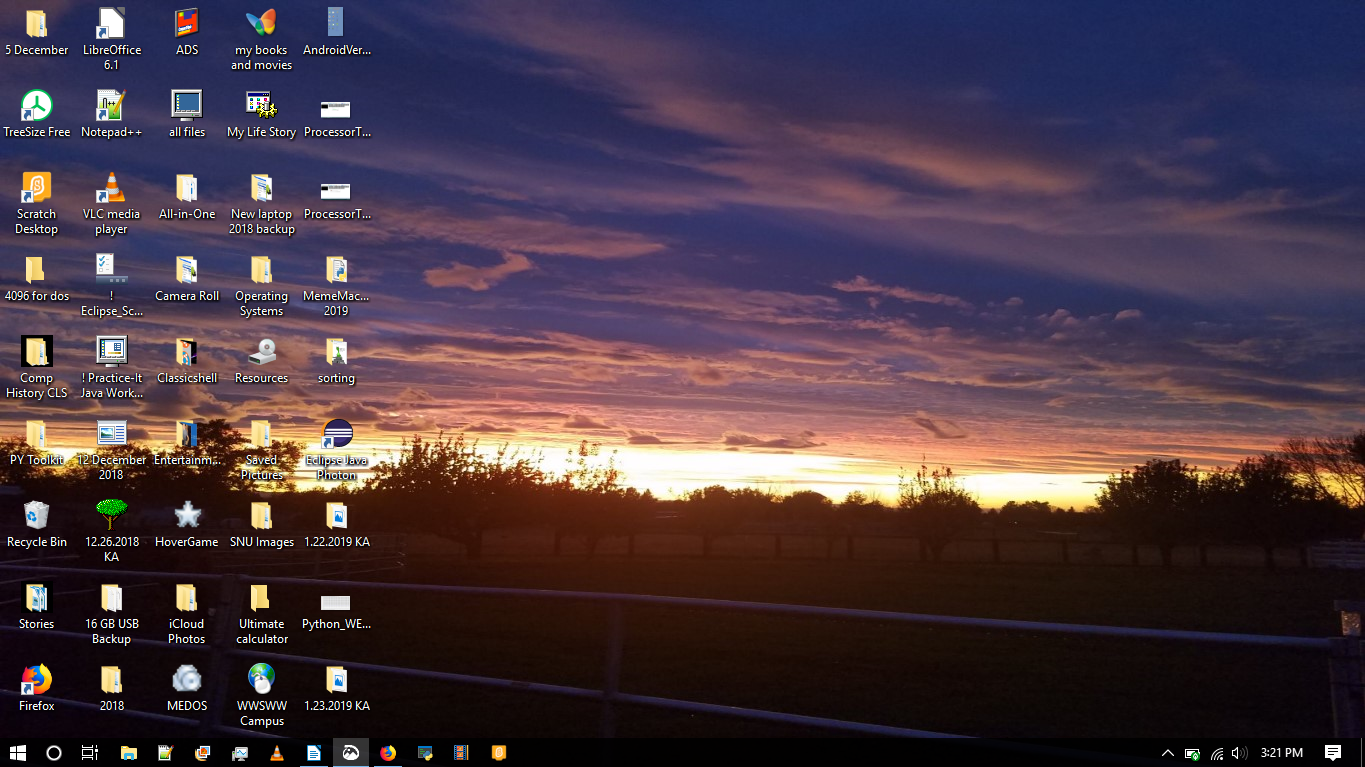 5 December
LibreOffice
6.1
ADS
my books
and movies
AndroidVer...
TreeSize Free
Notepad++
all files
My Life Story
ProcessorT...
Scratch
Desktop
VLC media
player
All-in-One
New laptop
2018 backup
ProcessorT...
4096 for dos
!
Eclipse_Sc...
Camera Roll
Operating
Systems
MemeMac...
2019
Comp
History CLS
! Practice-It
Java Work...
Classicshell
Resources
sorting
PY Toolkit
12 December
2018
Entertainm...
Saved
Pictures
Eclipse Java
Photon
Recycle Bin
12.26.2018
KA
HoverGame
SNU Images
1.22.2019 KA
Stories
16 GB USB
Backup
iCloud
Photos
Ultimate
calculator
Python_WE...
Firefox
2018
MEDOS
WWSWW
Campus
1.23.2019 KA
3:21 PM